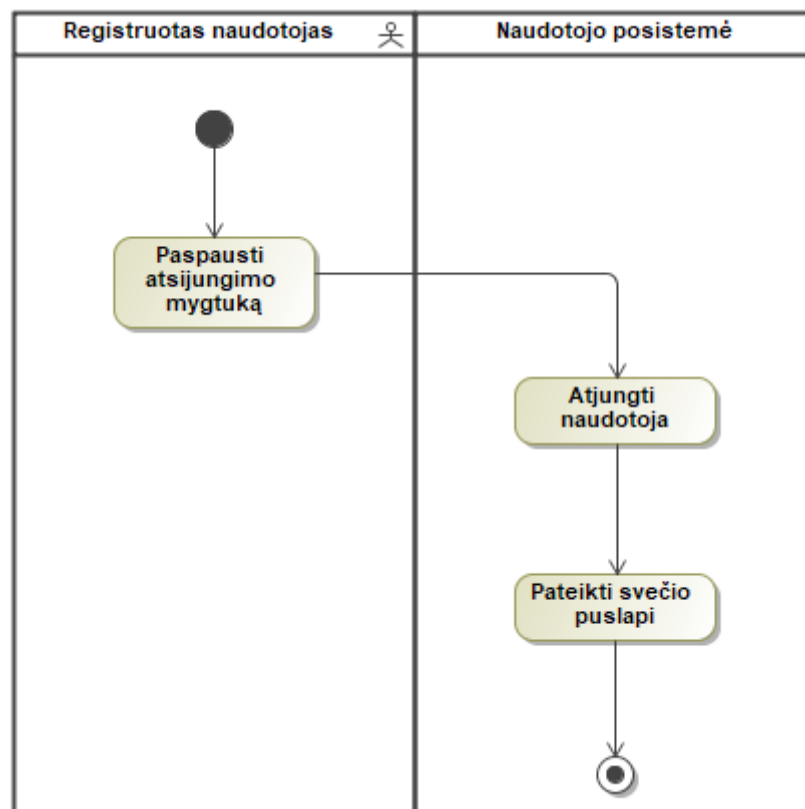 Registruotas naudotojas
Naudotojo posistemė
Paspausti
atsijungimo
mygtuką
Atjungti
naudotoja
Pateikti svečio
puslapi